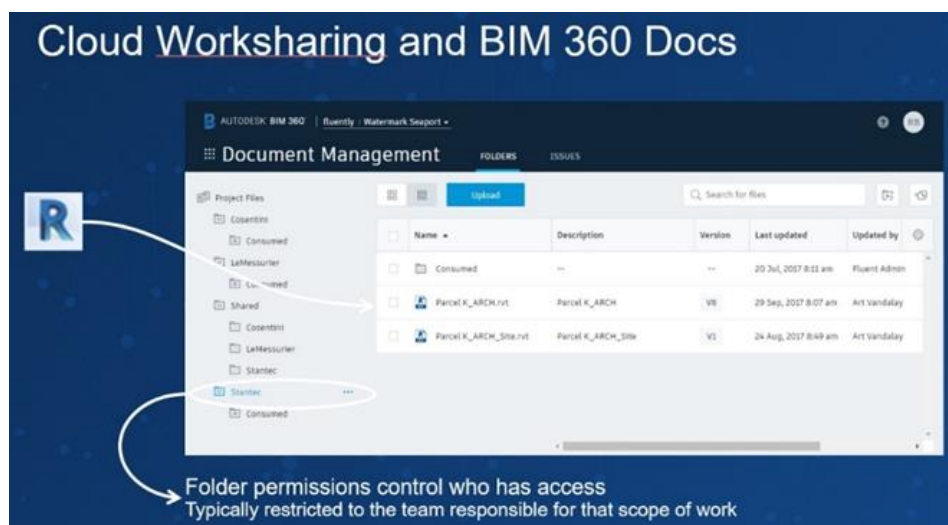 Cloud Worksharing and BIM 360 Docs
AUTODESK BIM 360 fluently Watermark Seaport
BB
Document Management FOLDERS ISSUES
Project Files
Upload
Search for files
Cosentini
Consumed
LeMessurier
Consumed
Shared
Cosentini
LeMessurier
Stantec
Stantec ...
Consumed
Name Description Version Last updated Updated by
Consumed -- -- 20 Jul, 2017 8:11 am Fluent Admin
Parcel K_ARCH.rvt Parcel K_ARCH V8 29 Sep, 2017 8:07 am Art Vandalay
Parcel K_ARCH_Site.rvt Parcel K_ARCH_Site V1 24 Aug, 2017 8:49 am Art Vandalay
R
Folder permissions control who has access
Typically restricted to the team responsible for that scope of work